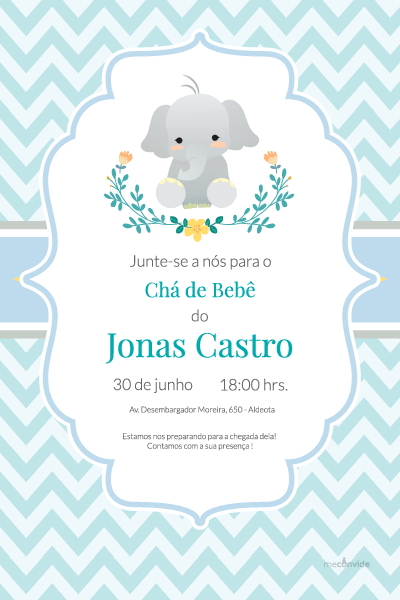 Junte-se a nós para o
Chá de Bebê
do
Jonas Castro
30 de junho 18:00 hrs.
Av. Desembargador Moreira, 650 - Aldeota
Estamos nos preparando para a chegada dela!
Contamos com a sua presença !
meconvide